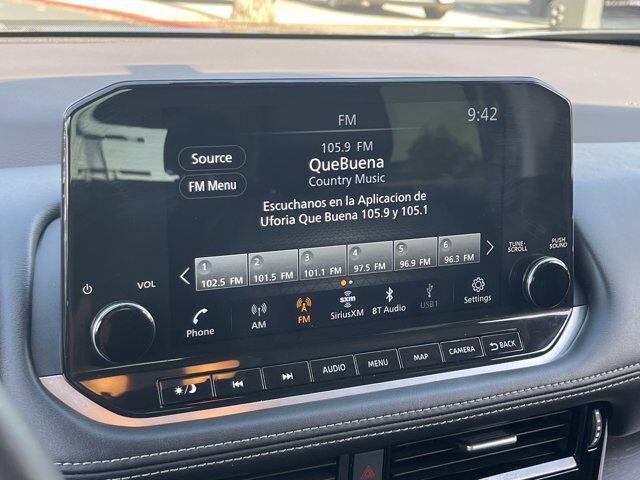 FM
9:42
105.9 FM
Source
QueBuena
Country Music
FM Menu
Escuchanos en la Aplicacion de
Uforia Que Buena 105.9 y 105.1
1 2 3 4 5 6
102.5 FM 101.5 FM 101.1 FM 97.5 FM 96.9 FM 96.3 FM
VOL
TUNE·SCROLL
PUSH SOUND
Phone
AM
FM
sxm
SiriusXM
BT Audio
USB1
Settings
AUDIO MENU MAP CAMERA BACK